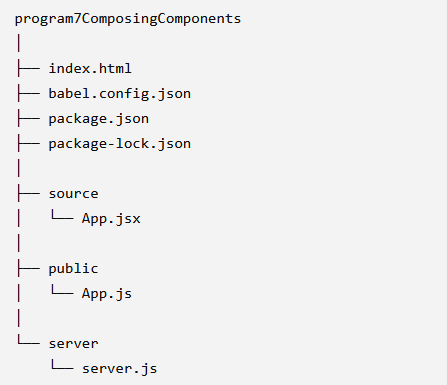 program7ComposingComponents
│
├── index.html
├── babel.config.json
├── package.json
├── package-lock.json
│
├── source
│   └── App.jsx
│
├── public
│   └── App.js
│
└── server
    └── server.js